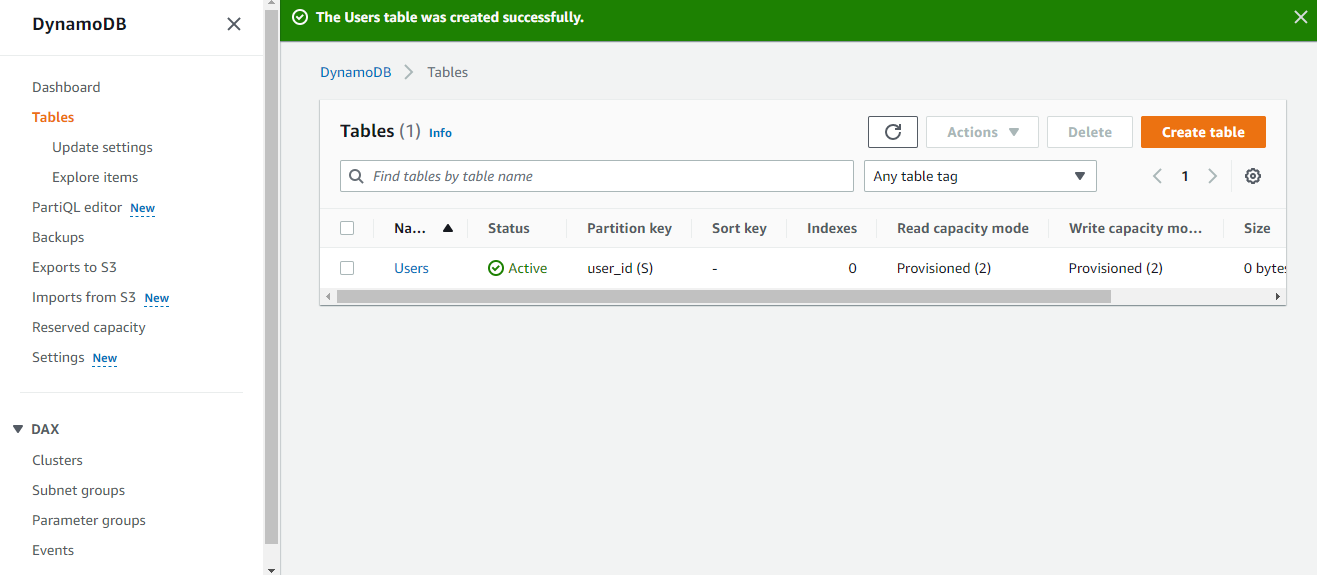 DynamoDB
Dashboard
Tables
Update settings
Explore items
PartiQL editor New
Backups
Exports to S3
Imports from S3 New
Reserved capacity
Settings New
DAX
Clusters
Subnet groups
Parameter groups
Events
The Users table was created successfully.
DynamoDB Tables
Tables (1) Info Actions Delete Create table
Find tables by table name Any table tag 1
Na... Status Partition key Sort key Indexes Read capacity mode Write capacity mo... Size
Users Active user_id (S) - 0 Provisioned (2) Provisioned (2) 0 bytes